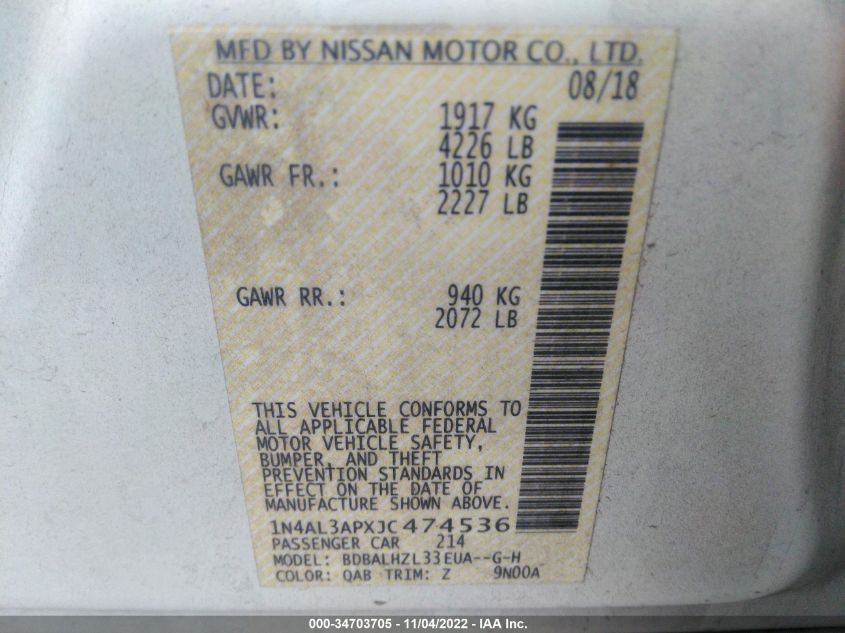 MFD BY NISSAN MOTOR CO., LTD.
DATE: 08/18
GVWR: 1917 KG
4226 LB
GAWR FR.: 1010 KG
2227 LB
GAWR RR.: 940 KG
2072 LB
THIS VEHICLE CONFORMS TO
ALL APPLICABLE FEDERAL
MOTOR VEHICLE SAFETY,
BUMPER, AND THEFT
PREVENTION STANDARDS IN
EFFECT ON THE DATE OF
MANUFACTURE SHOWN ABOVE.
1N4AL3APXJC474536
PASSENGER CAR 214
MODEL: BDBALHZL33EUA--G-H
COLOR: QAB TRIM: Z 9N00A
000-34703705 - 11/04/2022 - IAA Inc.